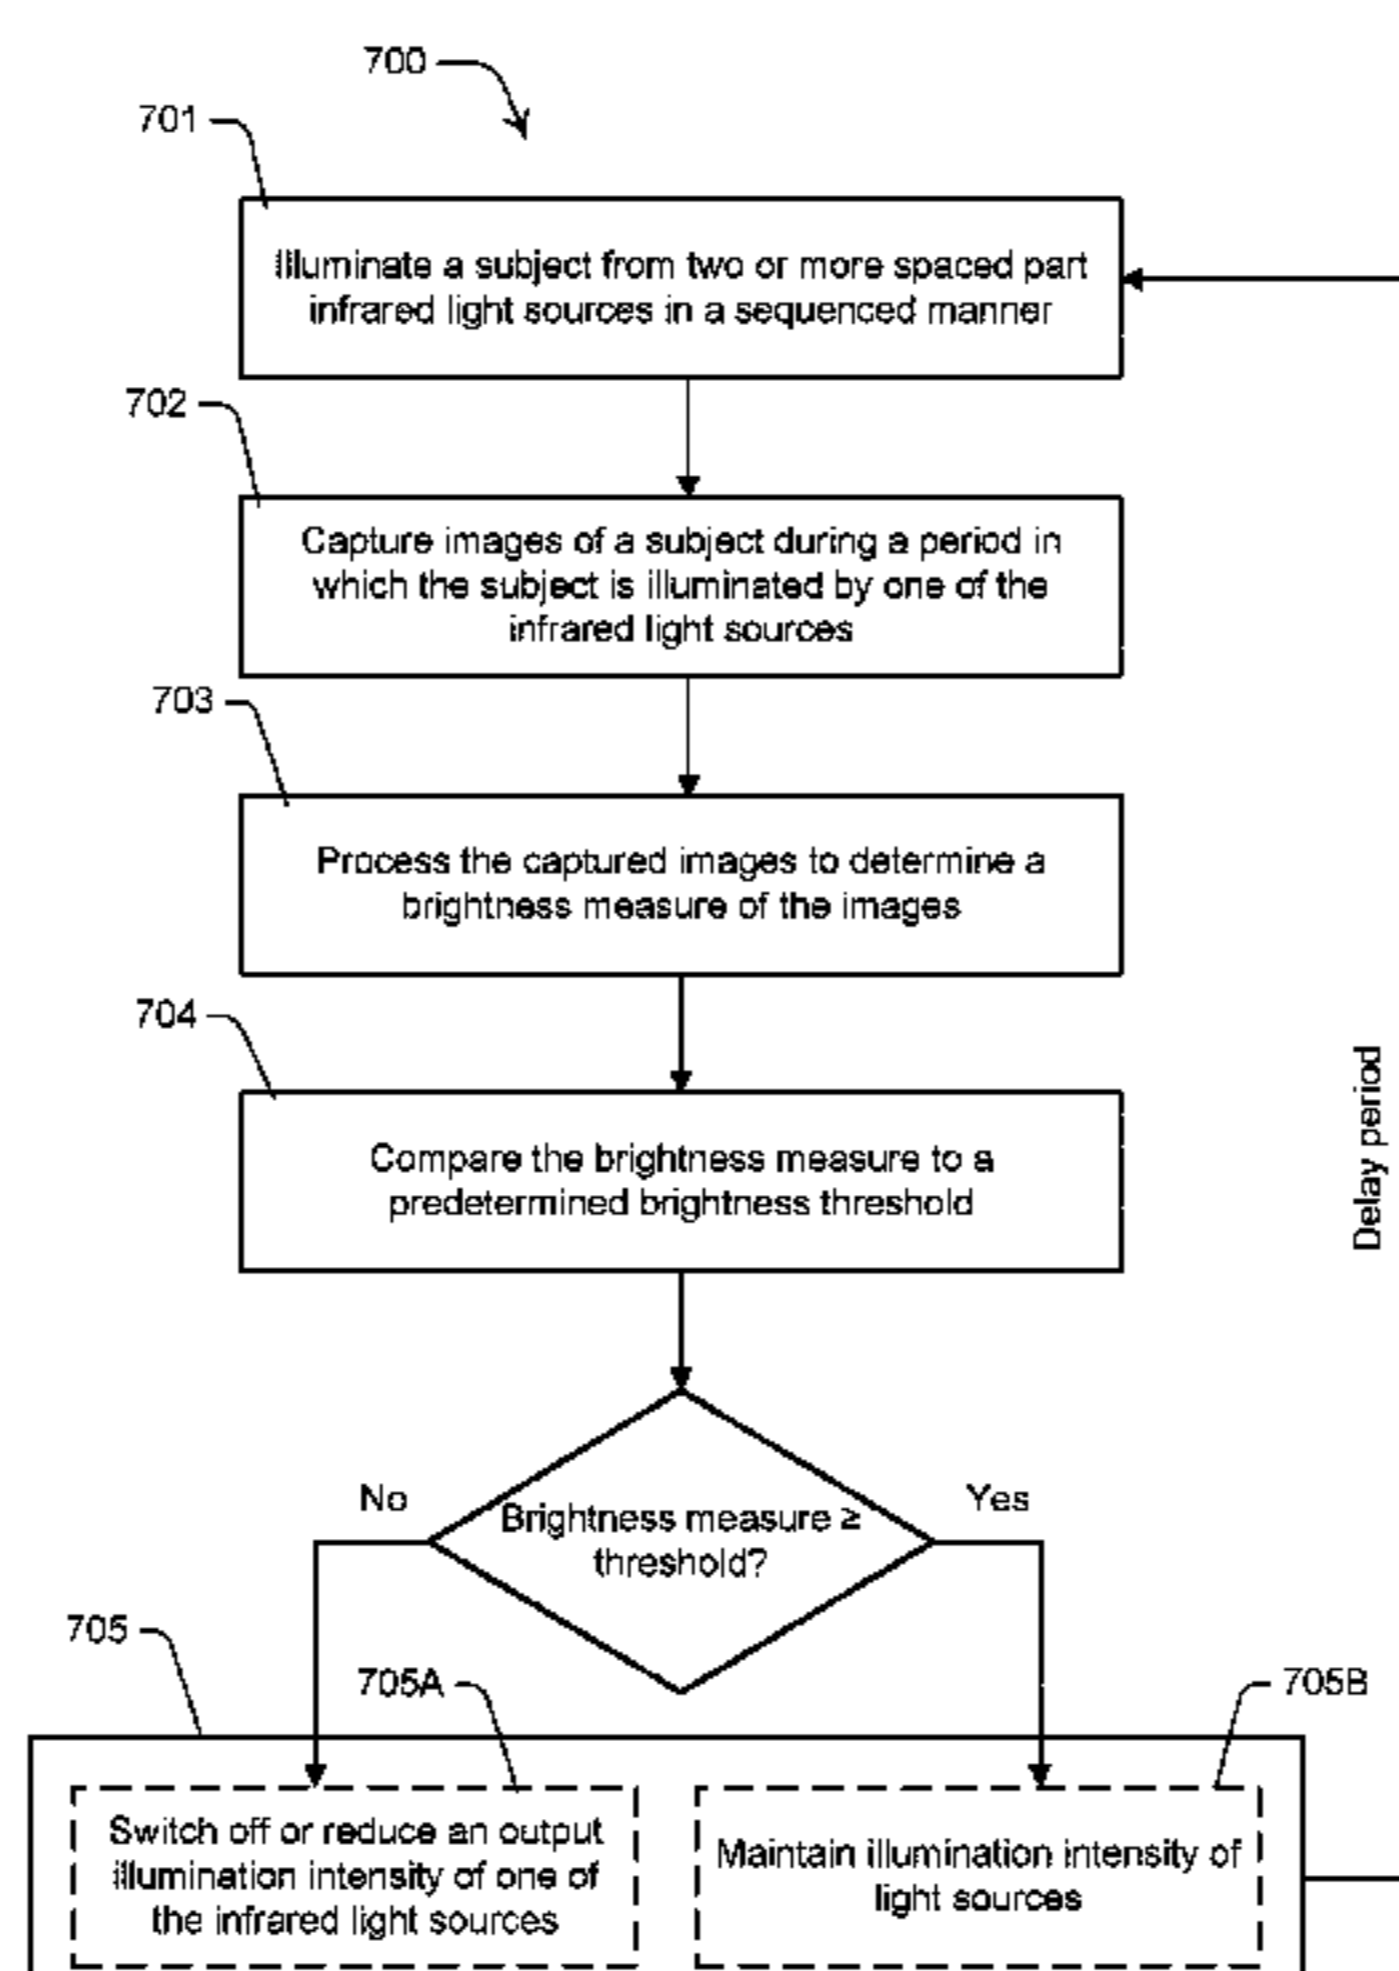 700
701
Illuminate a subject from two or more spaced part
infrared light sources in a sequenced manner
702
Capture images of a subject during a period in
which the subject is illuminated by one of the
infrared light sources
703
Process the captured images to determine a
brightness measure of the images
704
Compare the brightness measure to a
predetermined brightness threshold
Delay period
No
Yes
Brightness measure ≥
threshold?
705
705A
705B
Switch off or reduce an output
illumination intensity of one of
the infrared light sources
Maintain illumination intensity of
light sources